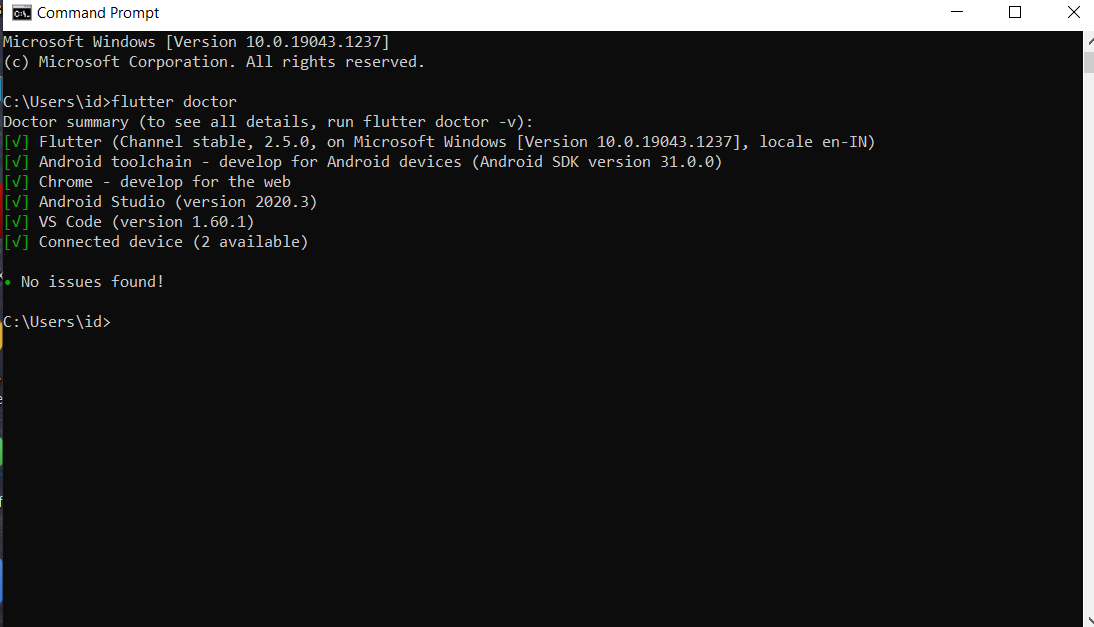 Command Prompt
Microsoft Windows [Version 10.0.19043.1237]
(c) Microsoft Corporation. All rights reserved.
C:\Users\id>flutter doctor
Doctor summary (to see all details, run flutter doctor -v):
[√] Flutter (Channel stable, 2.5.0, on Microsoft Windows [Version 10.0.19043.1237], locale en-IN)
[√] Android toolchain - develop for Android devices (Android SDK version 31.0.0)
[√] Chrome - develop for the web
[√] Android Studio (version 2020.3)
[√] VS Code (version 1.60.1)
[√] Connected device (2 available)
• No issues found!
C:\Users\id>